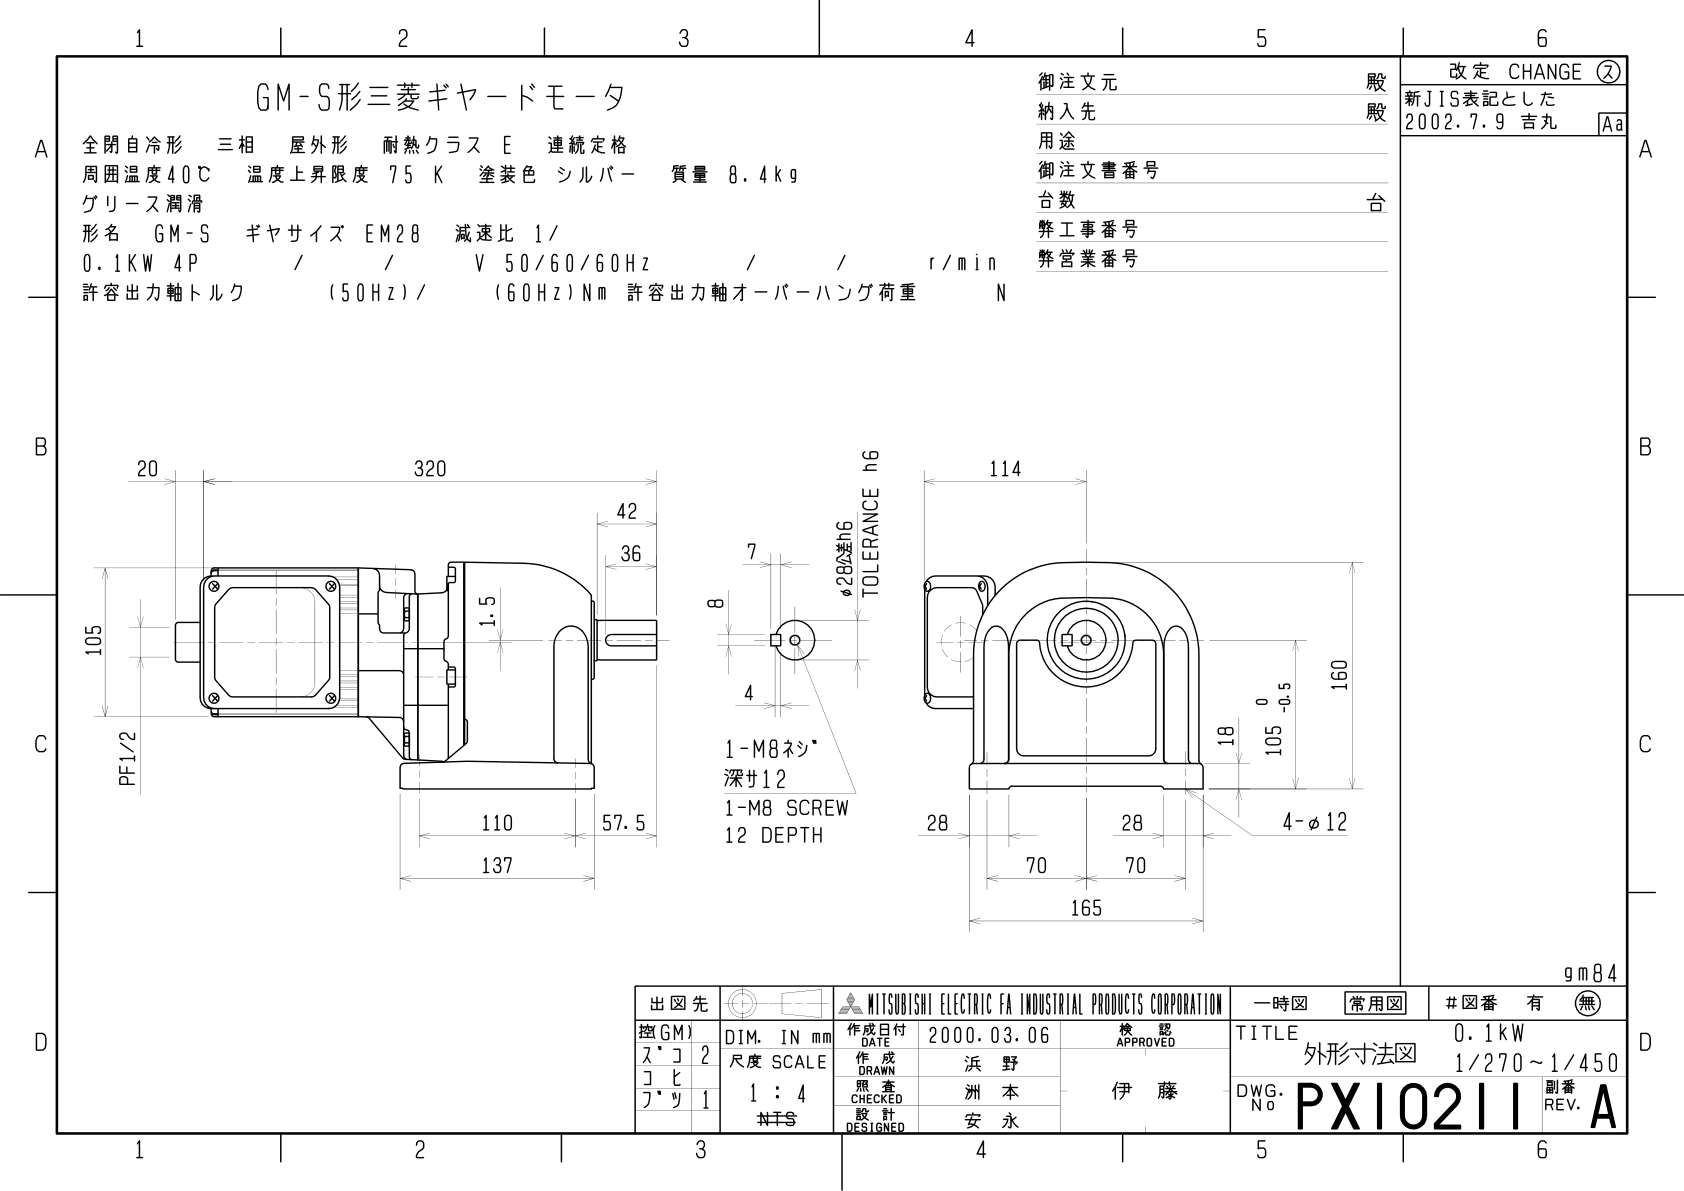 1 2 3 4 5 6
A A
B B
C C
D D
1 2 3 4 5 6
GM-S形三菱ギヤードモータ
全閉自冷形 三相 屋外形 耐熱クラス E 連続定格
周囲温度40℃ 温度上昇限度 75 K 塗装色 シルバー 質量 8.4kg
グリース潤滑
形名 GM-S ギヤサイズ EM28 減速比 1/
0.1KW 4P / / V 50/60/60Hz / / r/min
許容出力軸トルク (50Hz)/ (60Hz)Nm 許容出力軸オーバーハング荷重 N
御注文元 殿
納入先 殿
用途
御注文書番号
台数 台
弊工事番号
弊営業番号
改定 CHANGE ス
新JIS表記とした
2002.7.9 吉丸 Aa
20
320
42
36
1.5
105
PF1/2
110
57.5
137
7
8
4
φ28公差h6
TOLERANCE h6
1-M8ネジ
深サ12
1-M8 SCREW
12 DEPTH
114
160
105 0 -0.5
18
28
28
4-φ12
70
70
165
gm84
出図先
控(GM)
ズコ 2
コヒ
ブツ 1
DIM. IN mm
尺度 SCALE
1 : 4
NTS
MITSUBISHI ELECTRIC FA INDUSTRIAL PRODUCTS CORPORATION
作成日付 DATE 2000.03.06
作成 DRAWN 浜野
照査 CHECKED 洲本
設計 DESIGNED 安永
検認 APPROVED
伊藤
一時図 常用図 #図番 有 無
TITLE 外形寸法図
0.1kW
1/270~1/450
DWG. No PX10211
副番 REV. A